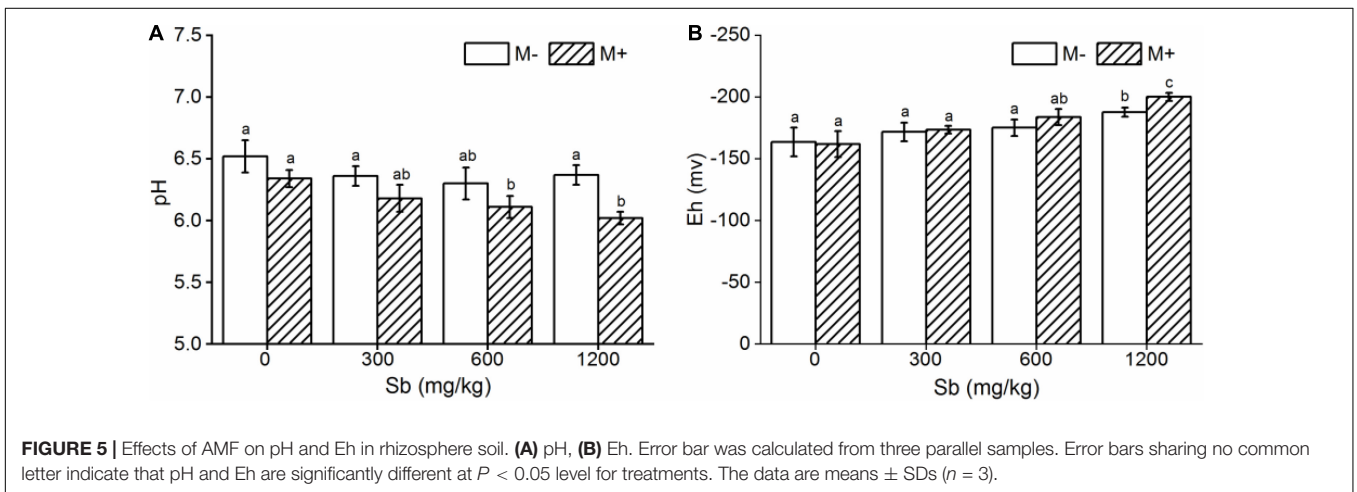 A
7.5
7.0
6.5
6.0
5.5
5.0
pH
M- M+
a a a ab ab b a b
0 300 600 1200
Sb (mg/kg)
B
-250
-200
-150
-100
-50
0
Eh (mv)
M- M+
a a a a a ab b c
0 300 600 1200
Sb (mg/kg)
FIGURE 5 | Effects of AMF on pH and Eh in rhizosphere soil. (A) pH, (B) Eh. Error bar was calculated from three parallel samples. Error bars sharing no common
letter indicate that pH and Eh are significantly different at P < 0.05 level for treatments. The data are means ± SDs (n = 3).